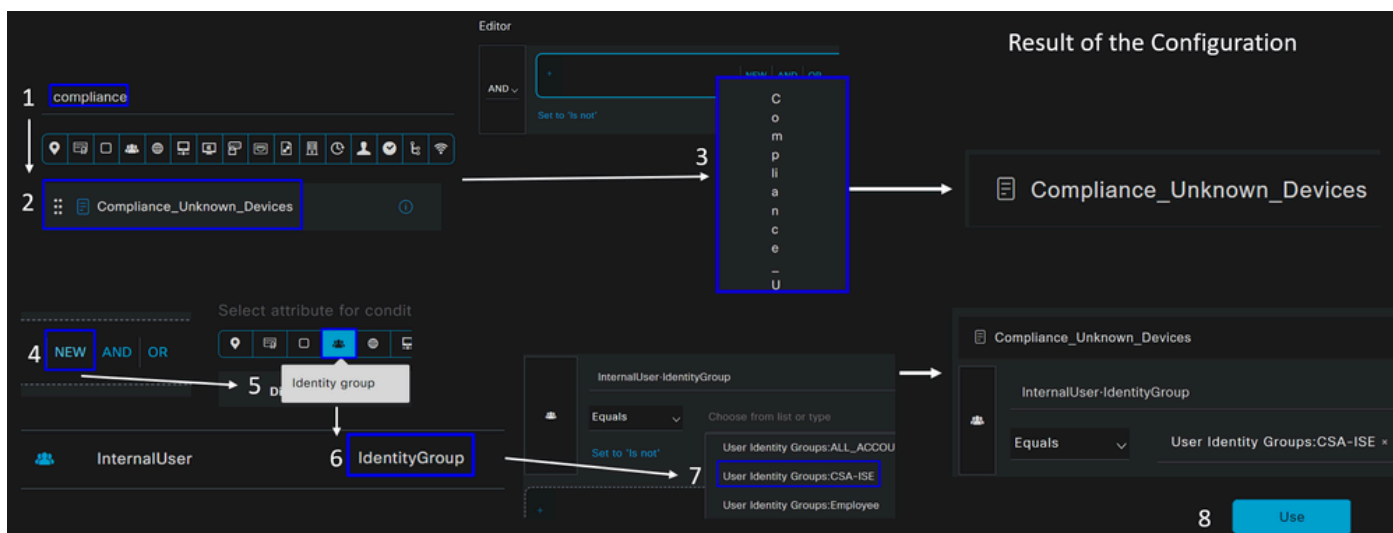 Editor
Result of the Configuration
1 compliance
AND
+
NEW AND OR
Set to 'Is not'
3
C
o
m
p
li
a
n
c
e
_
U
2 Compliance_Unknown_Devices
Compliance_Unknown_Devices
4 NEW AND OR
Select attribute for condit
5 Di
Identity group
InternalUser
6 IdentityGroup
InternalUser·IdentityGroup
Equals
Choose from list or type
Set to 'Is not'
User Identity Groups:ALL_ACCOU
7 User Identity Groups:CSA-ISE
User Identity Groups:Employee
+
Compliance_Unknown_Devices
InternalUser·IdentityGroup
Equals
User Identity Groups:CSA-ISE ×
8 Use